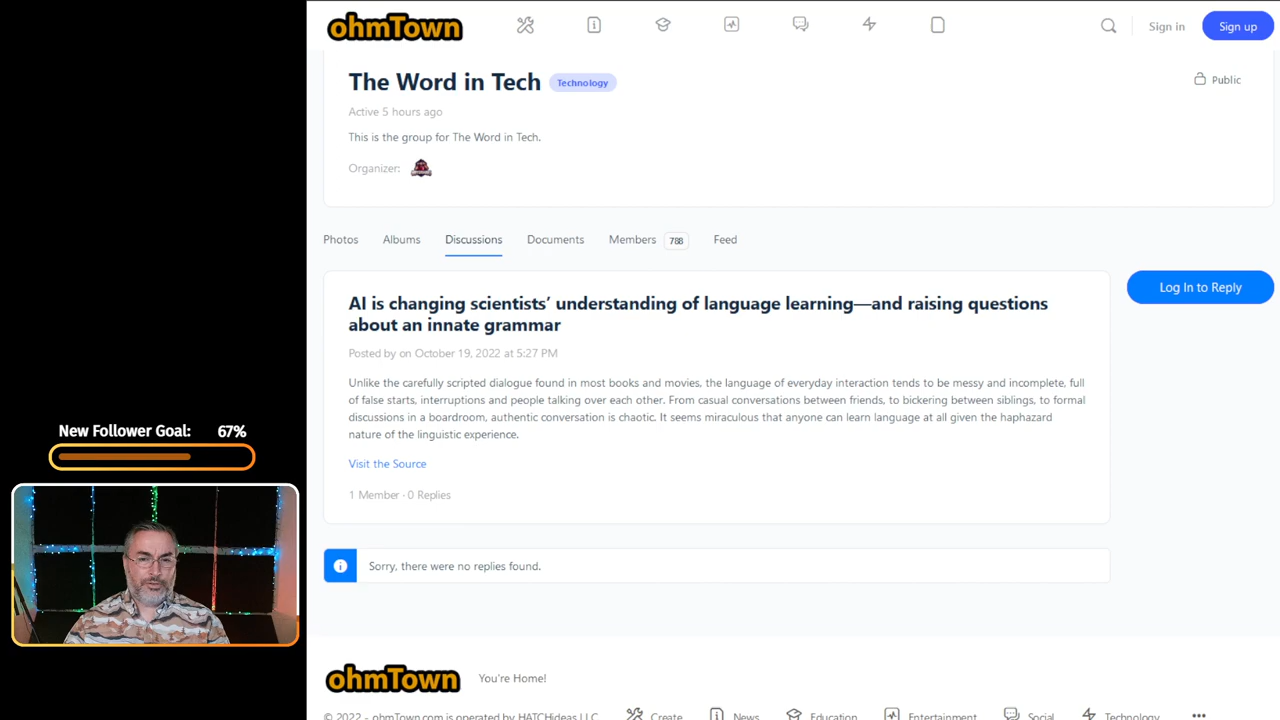 ohmTown
Sign in
Sign up
The Word in Tech
Technology
Public
Active 5 hours ago
This is the group for The Word in Tech.
Organizer:
Photos
Albums
Discussions
Documents
Members 788
Feed
AI is changing scientists’ understanding of language learning—and raising questions
about an innate grammar
Log In to Reply
Posted by on October 19, 2022 at 5:27 PM
Unlike the carefully scripted dialogue found in most books and movies, the language of everyday interaction tends to be messy and incomplete, full
of false starts, interruptions and people talking over each other. From casual conversations between friends, to bickering between siblings, to formal
discussions in a boardroom, authentic conversation is chaotic. It seems miraculous that anyone can learn language at all given the haphazard
nature of the linguistic experience.
Visit the Source
1 Member · 0 Replies
New Follower Goal: 67%
Sorry, there were no replies found.
ohmTown
You're Home!
© 2022 - ohmTown.com is operated by HATCHideas LLC
Create
News
Education
Entertainment
Social
Technology